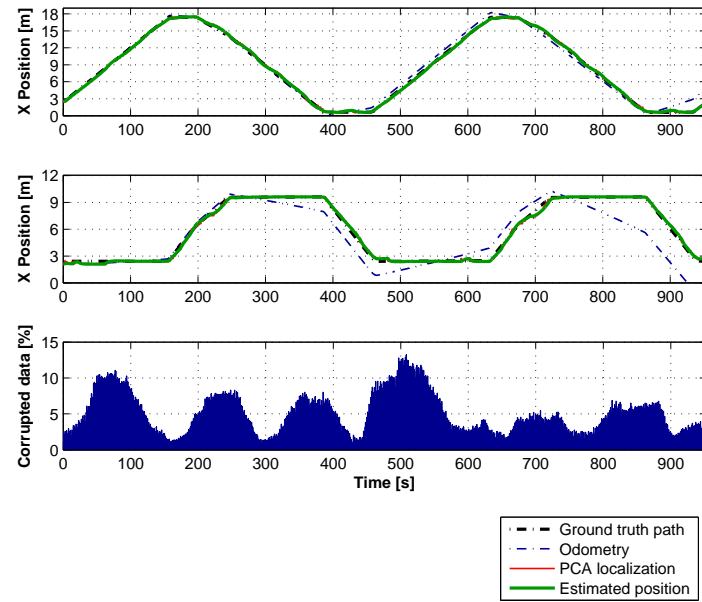 X Position [m]
18
15
12
9
6
3
0
0 100 200 300 400 500 600 700 800 900
X Position [m]
12
9
6
3
0
0 100 200 300 400 500 600 700 800 900
Corrupted data [%]
15
10
5
0
0 100 200 300 400 500 600 700 800 900
Time [s]
Ground truth path
Odometry
PCA localization
Estimated position